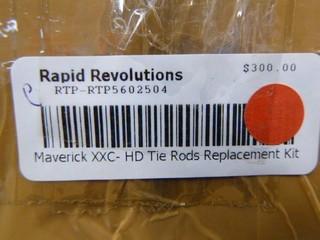 Rapid Revolutions $300.00
RTP-RTP5602504
Maverick XXC- HD Tie Rods Replacement Kit